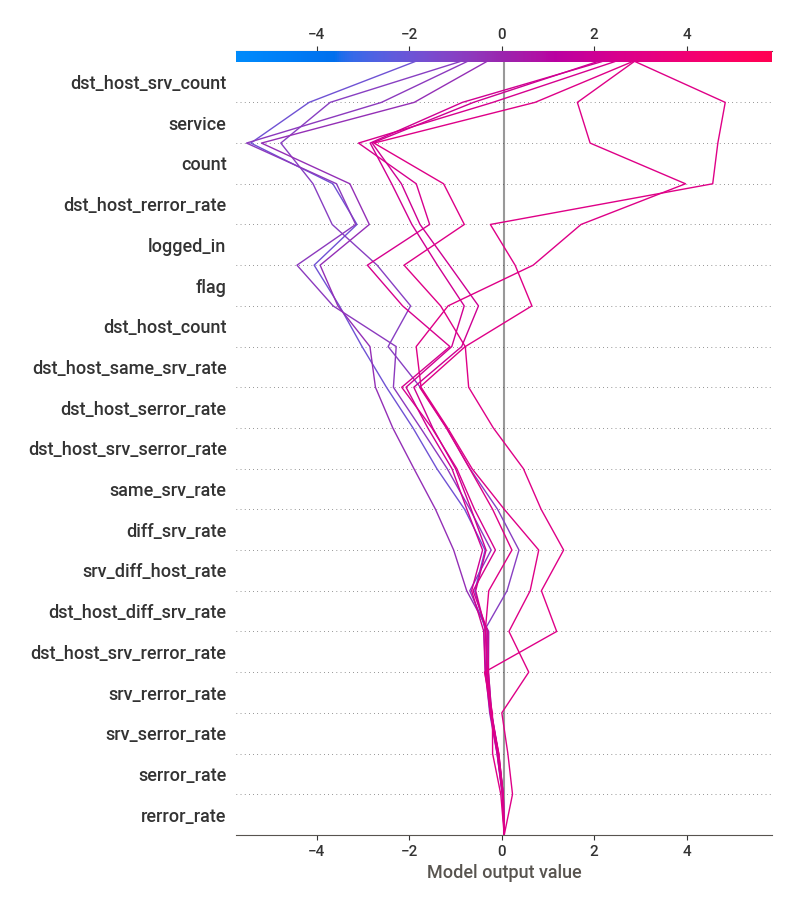 −4 −2 0 2 4
dst_host_srv_count
service
count
dst_host_rerror_rate
logged_in
flag
dst_host_count
dst_host_same_srv_rate
dst_host_serror_rate
dst_host_srv_serror_rate
same_srv_rate
diff_srv_rate
srv_diff_host_rate
dst_host_diff_srv_rate
dst_host_srv_rerror_rate
srv_rerror_rate
srv_serror_rate
serror_rate
rerror_rate
−4 −2 0 2 4
Model output value